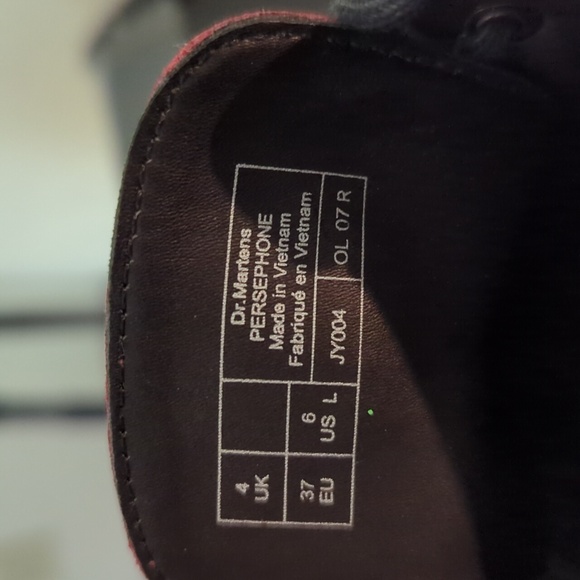 4
UK
37
EU
6
US L
Dr.Martens
PERSEPHONE
Made in Vietnam
Fabriqué en Vietnam
JY004
OL 07 R